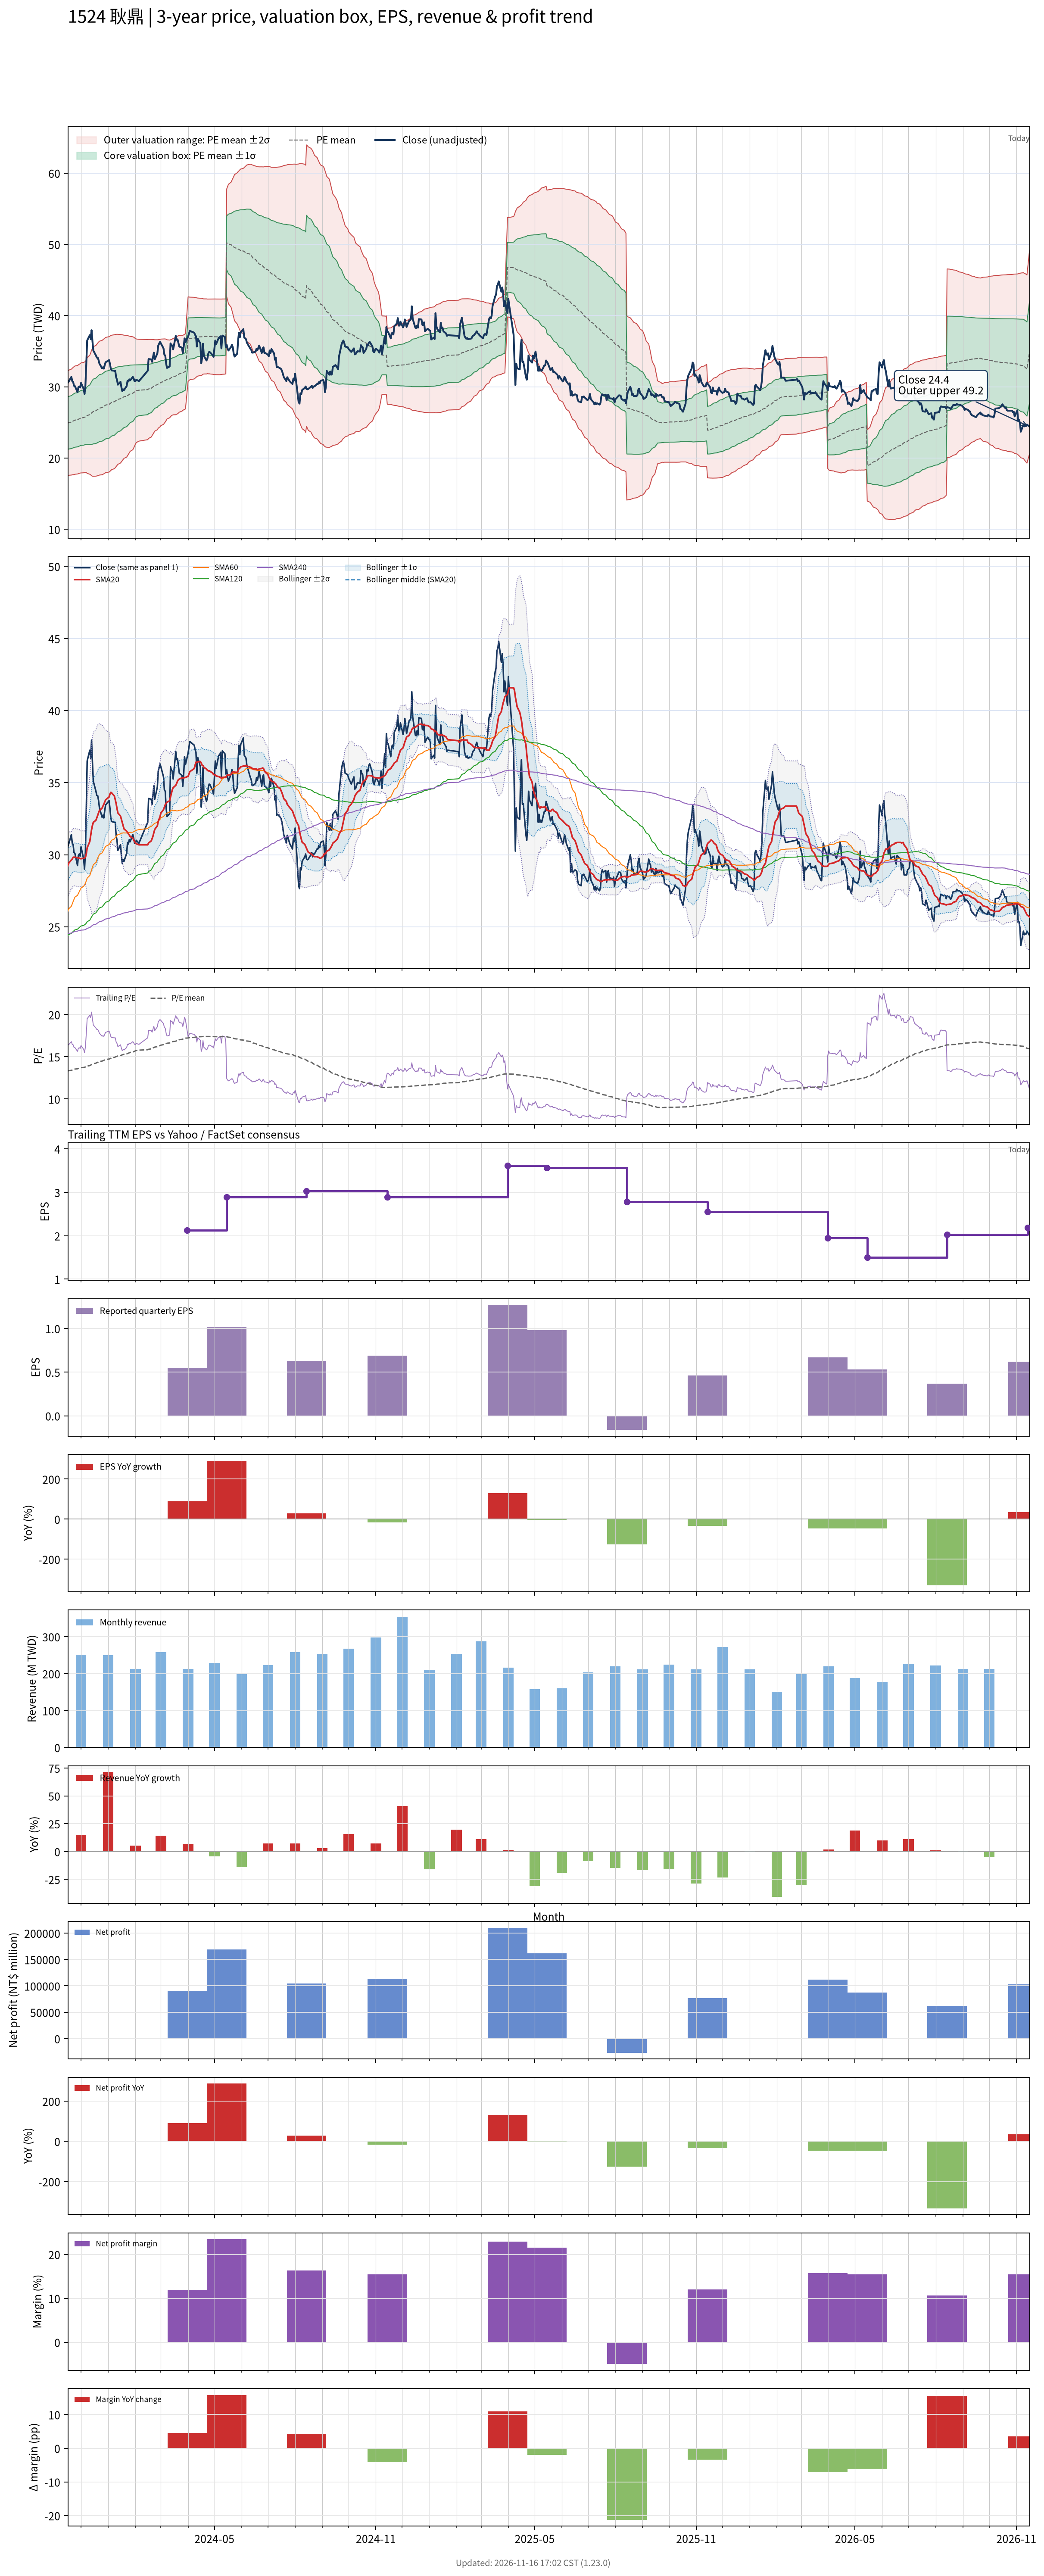 1524 耿鼎 | 3-year price, valuation box, EPS, revenue & profit trend
Outer valuation range: PE mean ±2σ
PE mean
Close (unadjusted)
Core valuation box: PE mean ±1σ
Today
60
50
40
30
20
10
Price (TWD)
Close 24.4
Outer upper 49.2
Close (same as panel 1)
SMA60
SMA240
Bollinger ±1σ
SMA20
SMA120
Bollinger ±2σ
Bollinger middle (SMA20)
50
45
40
35
30
25
Price
Trailing P/E
P/E mean
20
15
10
P/E
Trailing TTM EPS vs Yahoo / FactSet consensus
Today
4
3
2
1
EPS
Reported quarterly EPS
1.0
0.5
0.0
EPS
EPS YoY growth
200
0
-200
YoY (%)
Monthly revenue
300
200
100
0
Revenue (M TWD)
Revenue YoY growth
75
50
25
0
-25
YoY (%)
Month
Net profit
200000
150000
100000
50000
0
Net profit (NT$ million)
Net profit YoY
200
0
-200
YoY (%)
Net profit margin
20
10
0
Margin (%)
Margin YoY change
10
0
-10
-20
Δ margin (pp)
2024-05
2024-11
2025-05
2025-11
2026-05
2026-11
Updated: 2026-11-16 17:02 CST (1.23.0)